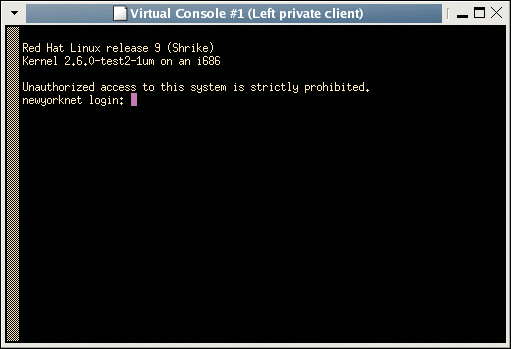 Virtual Console #1 (Left private client)
Red Hat Linux release 9 (Shrike)
Kernel 2.6.0-test2-1um on an i686
Unauthorized access to this system is strictly prohibited.
newyorknet login: